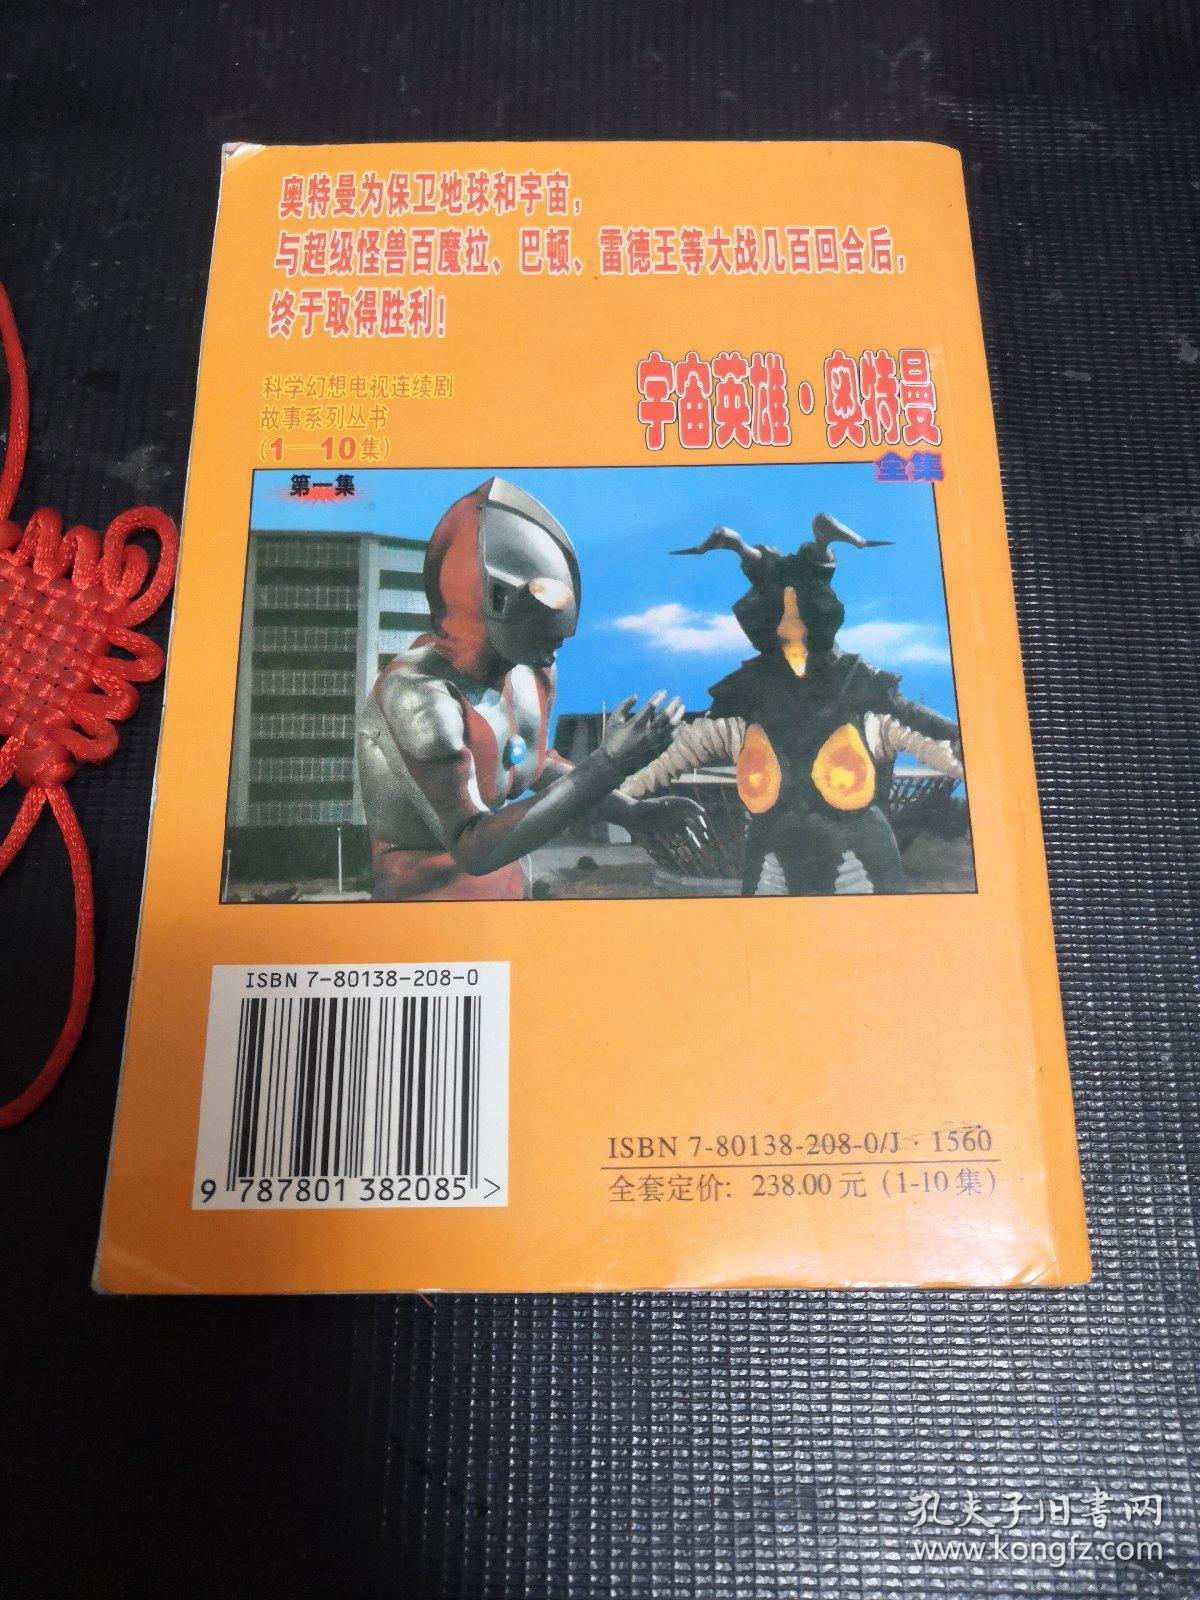 奥特曼为保卫地球和宇宙，
与超级怪兽百魔拉、巴顿、雷德王等大战几百回合后，
终于取得胜利！
科学幻想电视连续剧
故事系列丛书
（1—10集）
宇宙英雄·奥特曼
全集
第一集
ISBN 7-80138-208-0
9 787801 382085 >
ISBN 7-80138-208-0/J · 1560
全套定价：238.00元（1-10集）
孔夫子旧书网
www.kongfz.com